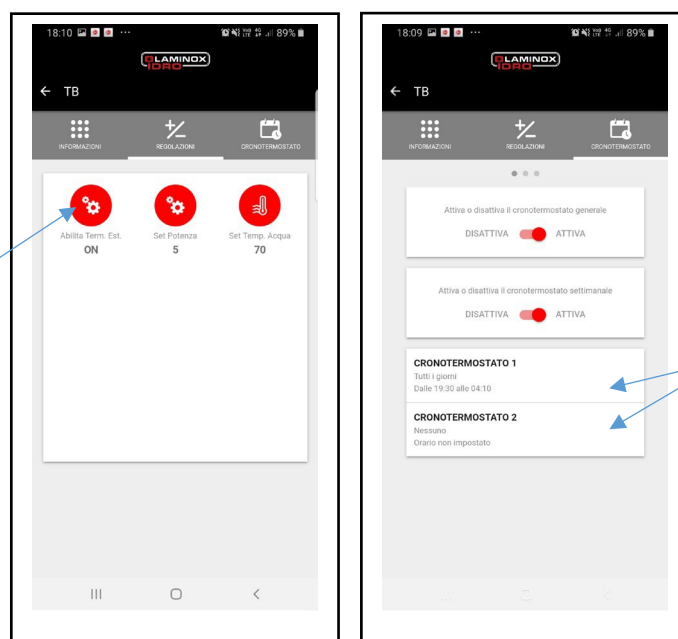 18:10 89%
LAMINOX
IDRO
TB
INFORMAZIONI REGOLAZIONI CRONOTERMOSTATO
Abilita Term. Est. Set Potenza Set Temp. Acqua
ON 5 70
18:09 89%
LAMINOX
IDRO
TB
INFORMAZIONI REGOLAZIONI CRONOTERMOSTATO
Attiva o disattiva il cronotermostato generale
DISATTIVA ATTIVA
Attiva o disattiva il cronotermostato settimanale
DISATTIVA ATTIVA
CRONOTERMOSTATO 1
Tutti i giorni
Dalle 19:30 alle 04:10
CRONOTERMOSTATO 2
Nessuno
Orario non impostato